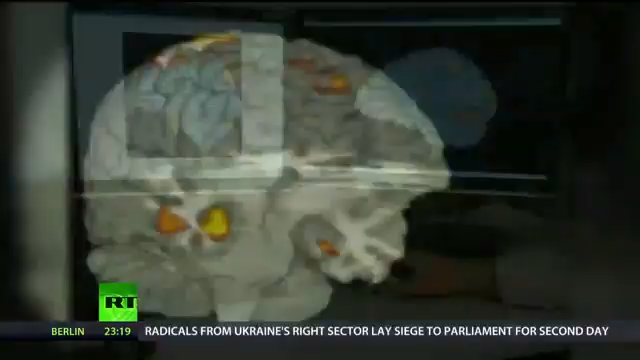 RT
BERLIN 23:19 RADICALS FROM UKRAINE'S RIGHT SECTOR LAY SIEGE TO PARLIAMENT FOR SECOND DAY